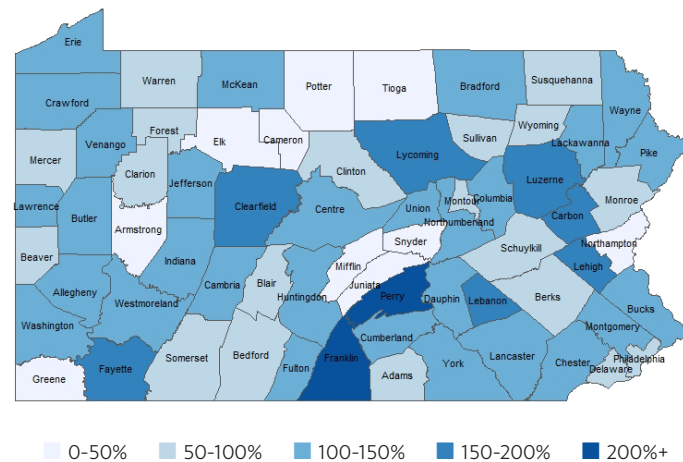 Erie
Warren
McKean
Potter
Tioga
Bradford
Susquehanna
Crawford
Wayne
Forest
Elk
Cameron
Sullivan
Wyoming
Lackawanna
Venango
Mercer
Clarion
Jefferson
Clinton
Lycoming
Pike
Luzerne
Lawrence
Butler
Armstrong
Clearfield
Centre
Union
Montour
Columbia
Northumberland
Carbon
Monroe
Beaver
Indiana
Snyder
Mifflin
Juniata
Schuylkill
Northampton
Lehigh
Allegheny
Westmoreland
Cambria
Blair
Huntingdon
Perry
Dauphin
Lebanon
Berks
Bucks
Montgomery
Washington
Cumberland
Greene
Fayette
Somerset
Bedford
Fulton
Franklin
Adams
York
Lancaster
Chester
Delaware
Philadelphia
0-50% 50-100% 100-150% 150-200% 200%+